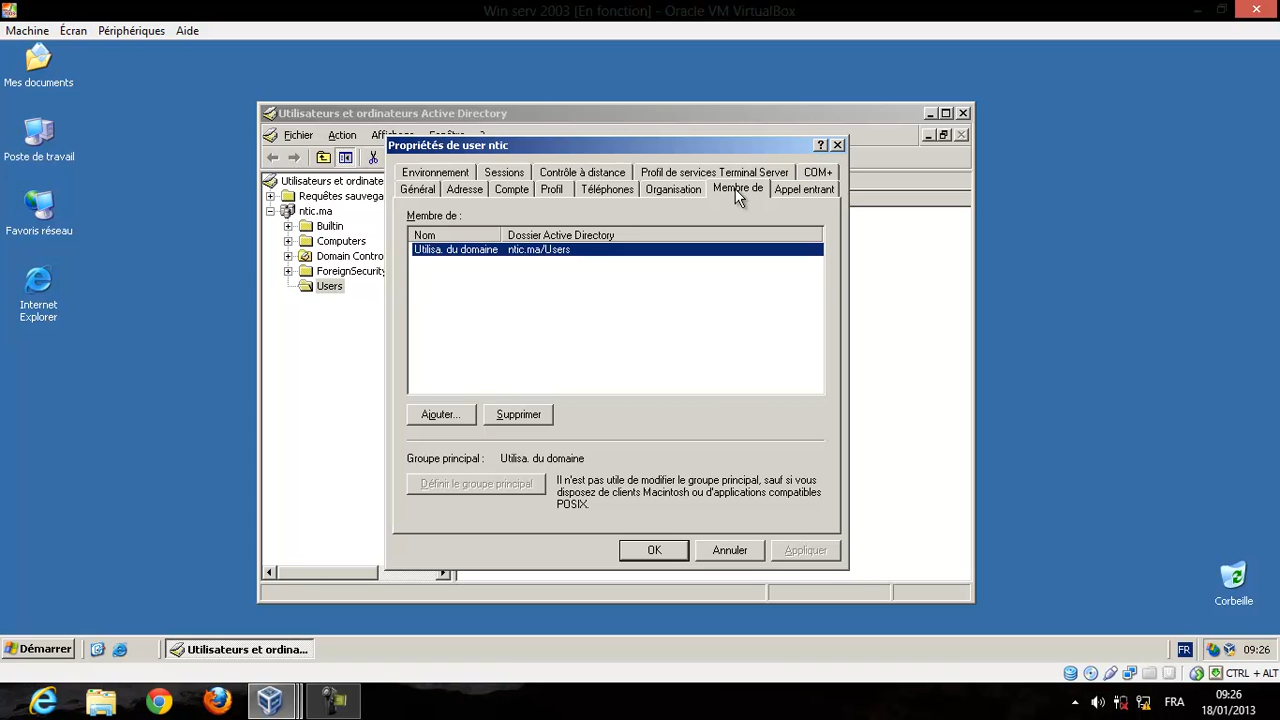 Win serv 2003 [En fonction] - Oracle VM VirtualBox
Machine Écran Périphériques Aide
Mes documents
Poste de travail
Favoris réseau
Internet
Explorer
Utilisateurs et ordinateurs Active Directory
Fichier Action Affichage Fenêtre ?
Utilisateurs et ordinate
Requêtes sauvega
ntic.ma
Builtin
Computers
Domain Contro
ForeignSecurity
Users
Propriétés de user ntic
Environnement Sessions Contrôle à distance Profil de services Terminal Server COM+
Général Adresse Compte Profil Téléphones Organisation Membre de Appel entrant
Membre de :
Nom Dossier Active Directory
Utilisa. du domaine ntic.ma/Users
Ajouter... Supprimer
Groupe principal : Utilisa. du domaine
Définir le groupe principal
Il n'est pas utile de modifier le groupe principal, sauf si vous
disposez de clients Macintosh ou d'applications compatibles
POSIX.
OK Annuler Appliquer
Corbeille
Démarrer Utilisateurs et ordina... FR 09:26
CTRL + ALT
FRA 09:26
18/01/2013